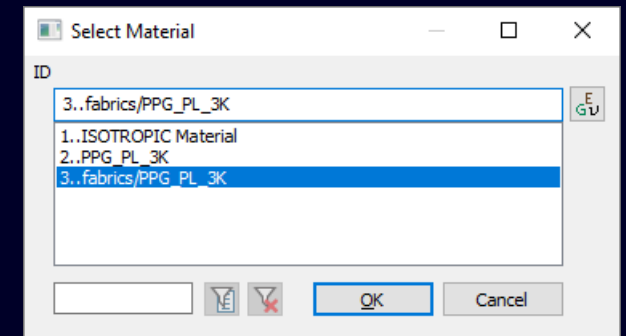 Select Material
ID
3..fabrics/PPG_PL_3K
1..ISOTROPIC Material
2..PPG_PL_3K
3..fabrics/PPG_PL_3K
OK
Cancel